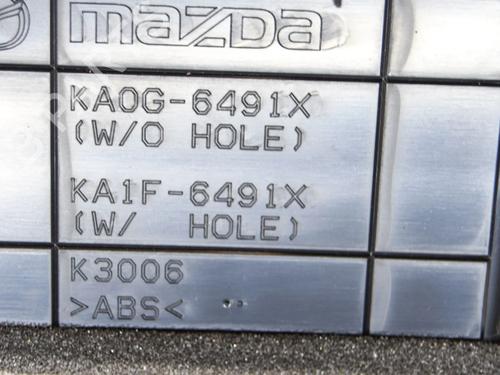 mazda
KA0G-6491X
(W/O HOLE)
KA1F-6491X
(W/ HOLE)
K3006
>ABS<